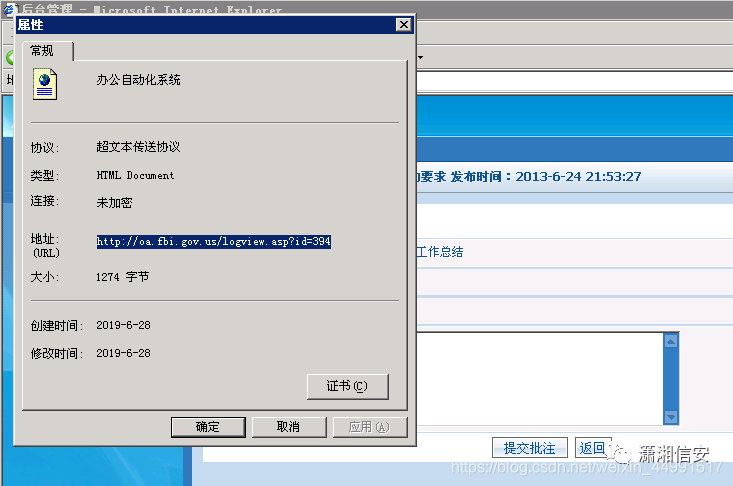 后台管理 - Microsoft Internet Explorer
属性
常规
办公自动化系统
协议: 超文本传送协议
类型: HTML Document
连接: 未加密
地址: http://oa.fbi.gov.us/logview.asp?id=394
(URL)
大小: 1274 字节
创建时间: 2019-6-28
修改时间: 2019-6-28
证书(C)
确定 取消 应用(A)
要求 发布时间：2013-6-24 21:53:27
工作总结
提交批注 返回
潇湘信安
https://blog.csdn.net/weixin_44991517